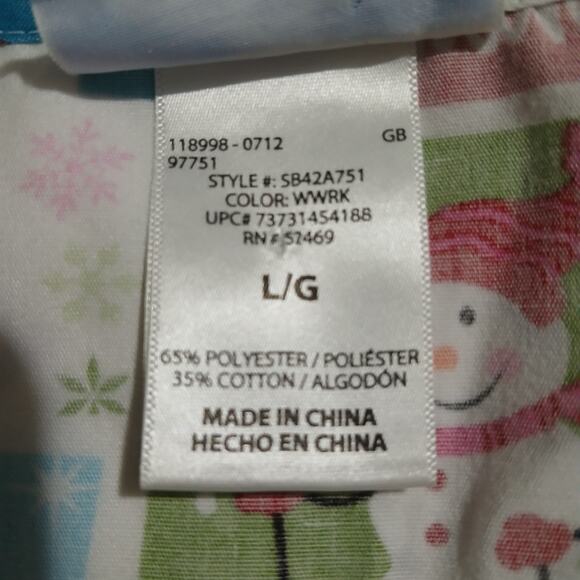 118998 - 0712 GB
97751
STYLE #: SB42A751
COLOR: WWRK
UPC# 73731454188
RN # 52469
L/G
65% POLYESTER / POLIÉSTER
35% COTTON / ALGODÓN
MADE IN CHINA
HECHO EN CHINA